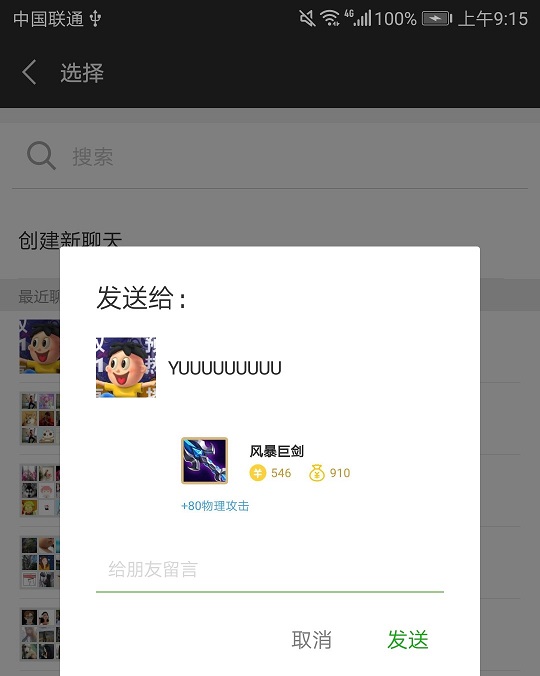 中国联通 4G 100% 上午9:15
选择
搜索
创建新聊天
最近聊
发送给:
YUUUUUUUUU
风暴巨剑
546 910
+80物理攻击
给朋友留言
取消 发送